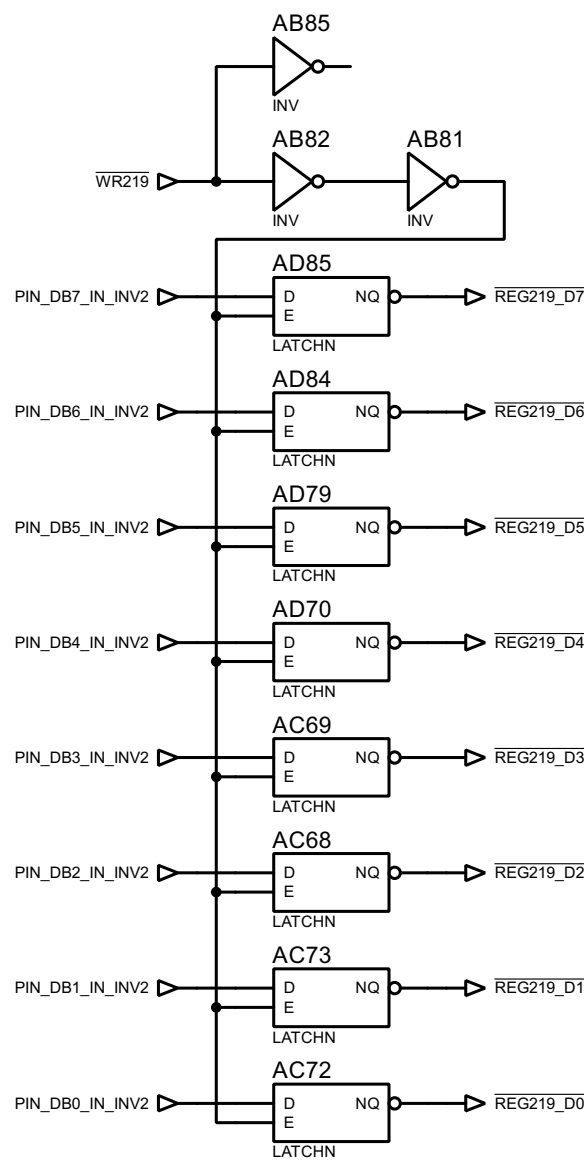 AB85
INV
AB82 AB81
WR219
INV INV
AD85
PIN_DB7_IN_INV2 D NQ REG219_D7
E
LATCHN
AD84
PIN_DB6_IN_INV2 D NQ REG219_D6
E
LATCHN
AD79
PIN_DB5_IN_INV2 D NQ REG219_D5
E
LATCHN
AD70
PIN_DB4_IN_INV2 D NQ REG219_D4
E
LATCHN
AC69
PIN_DB3_IN_INV2 D NQ REG219_D3
E
LATCHN
AC68
PIN_DB2_IN_INV2 D NQ REG219_D2
E
LATCHN
AC73
PIN_DB1_IN_INV2 D NQ REG219_D1
E
LATCHN
AC72
PIN_DB0_IN_INV2 D NQ REG219_D0
E
LATCHN